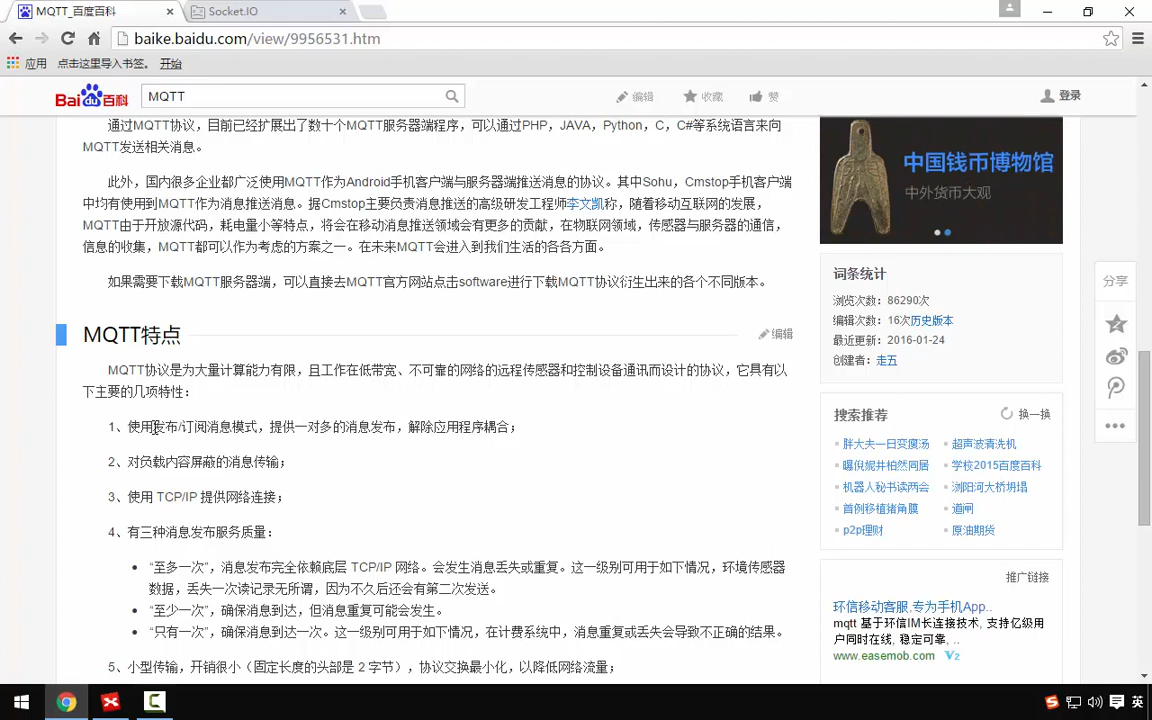 MQTT_百度百科
Socket.IO
baike.baidu.com/view/9956531.htm
应用 点击这里导入书签。 开始
Bai百科 MQTT 编辑 收藏 赞 登录
通过MQTT协议，目前已经扩展出了数十个MQTT服务器端程序，可以通过PHP，JAVA，Python，C，C#等系统语言来向
MQTT发送相关消息。
此外，国内很多企业都广泛使用MQTT作为Android手机客户端与服务器端推送消息的协议。其中Sohu，Cmstop手机客户端
中均有使用到MQTT作为消息推送消息。据Cmstop主要负责消息推送的高级研发工程师李文凯称，随着移动互联网的发展，
MQTT由于开放源代码，耗电量小等特点，将会在移动消息推送领域会有更多的贡献，在物联网领域，传感器与服务器的通信，
信息的收集，MQTT都可以作为考虑的方案之一。在未来MQTT会进入到我们生活的各各方面。
如果需要下载MQTT服务器端，可以直接去MQTT官方网站点击software进行下载MQTT协议衍生出来的各个不同版本。
MQTT特点
编辑
MQTT协议是为大量计算能力有限，且工作在低带宽、不可靠的网络的远程传感器和控制设备通讯而设计的协议，它具有以
下主要的几项特性：
1、使用发布/订阅消息模式，提供一对多的消息发布，解除应用程序耦合；
2、对负载内容屏蔽的消息传输；
3、使用 TCP/IP 提供网络连接；
4、有三种消息发布服务质量：
“至多一次”，消息发布完全依赖底层 TCP/IP 网络。会发生消息丢失或重复。这一级别可用于如下情况，环境传感器
数据，丢失一次读记录无所谓，因为不久后还会有第二次发送。
“至少一次”，确保消息到达，但消息重复可能会发生。
“只有一次”，确保消息到达一次。这一级别可用于如下情况，在计费系统中，消息重复或丢失会导致不正确的结果。
5、小型传输，开销很小（固定长度的头部是 2 字节），协议交换最小化，以降低网络流量；
中国钱币博物馆
中外货币大观
词条统计
浏览次数：86290次
编辑次数：16次历史版本
最近更新：2016-01-24
创建者：走五
搜索推荐 换一换
胖大夫一日变瘦汤 超声波清洗机
曝倪妮井柏然同居 学校2015百度百科
机器人秘书读两会 浏阳河大桥坍塌
首例移植猪角膜 道闸
p2p理财 原油期货
推广链接
环信移动客服,专为手机App..
mqtt 基于环信IM长连接技术, 支持亿级用
户同时在线, 稳定可靠, ..
www.easemob.com V2
分享
英